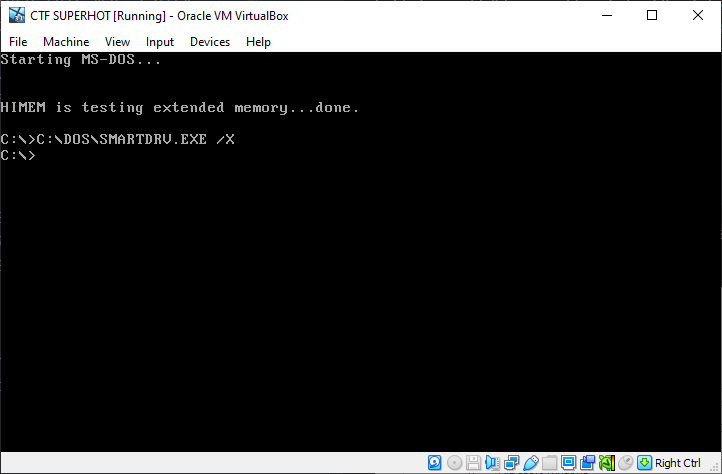 CTF SUPERHOT [Running] - Oracle VM VirtualBox
File Machine View Input Devices Help
Starting MS-DOS...
HIMEM is testing extended memory...done.
C:\>C:\DOS\SMARTDRV.EXE /X
C:\>
Right Ctrl